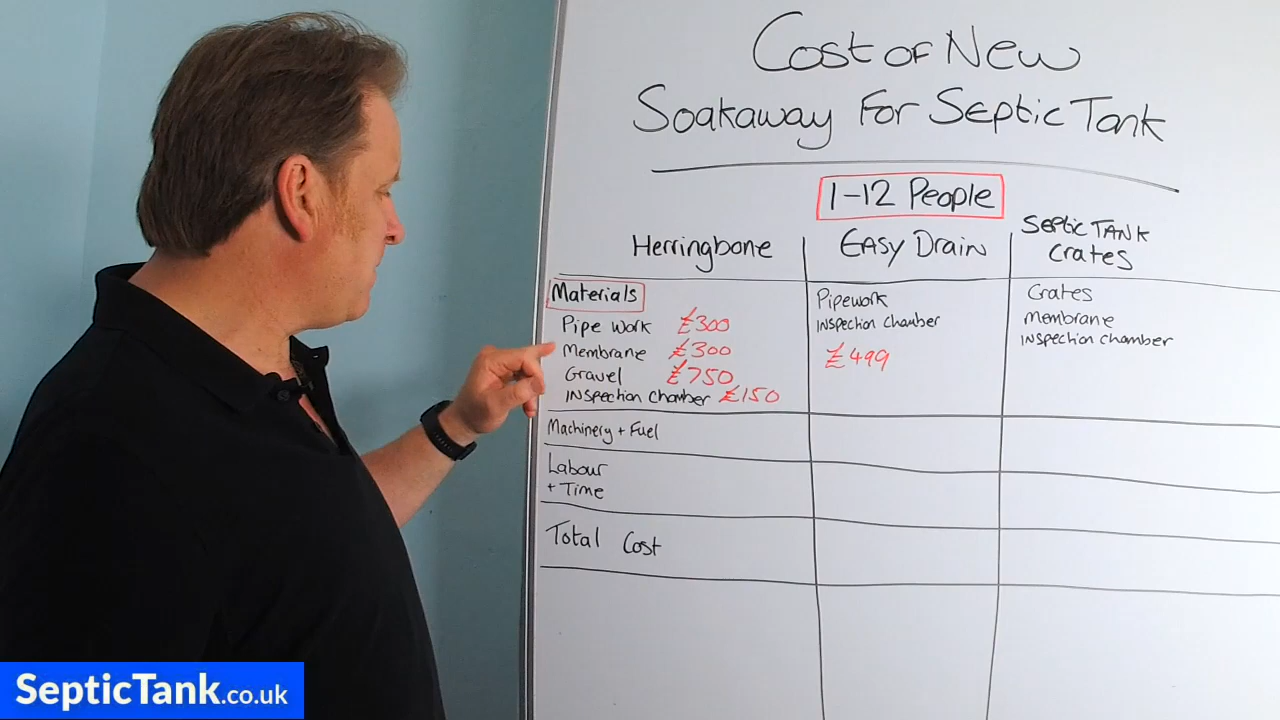 Cost of New
Soakaway For Septic Tank
1-12 People
Herringbone
Easy Drain
Septic Tank
Crates
Materials
Pipe work £300
Membrane £300
Gravel £750
Inspection chamber £150
Pipework
Inspection chamber
£499
Crates
Membrane
Inspection chamber
Machinery + Fuel
Labour
+ Time
Total Cost
SepticTank.co.uk